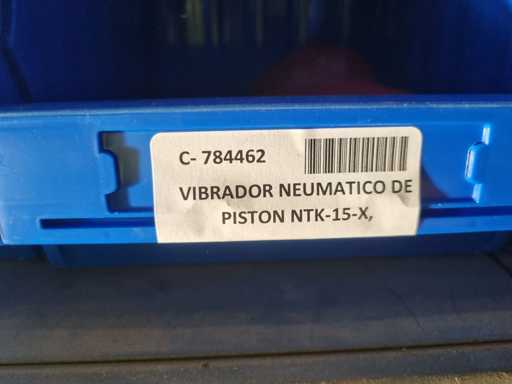 C- 784462
VIBRADOR NEUMATICO DE
PISTON NTK-15-X,